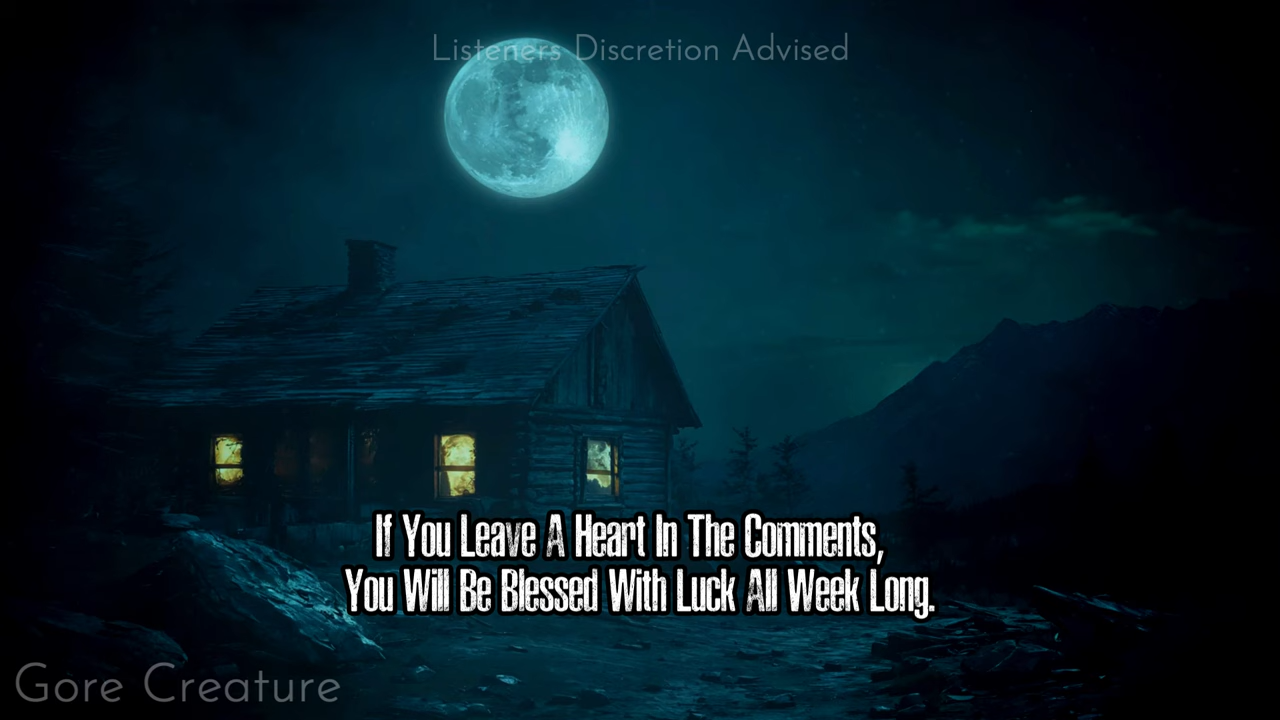 Listeners Discretion Advised
If You Leave A Heart In The Comments,
You Will Be Blessed With Luck All Week Long.
Gore Creature